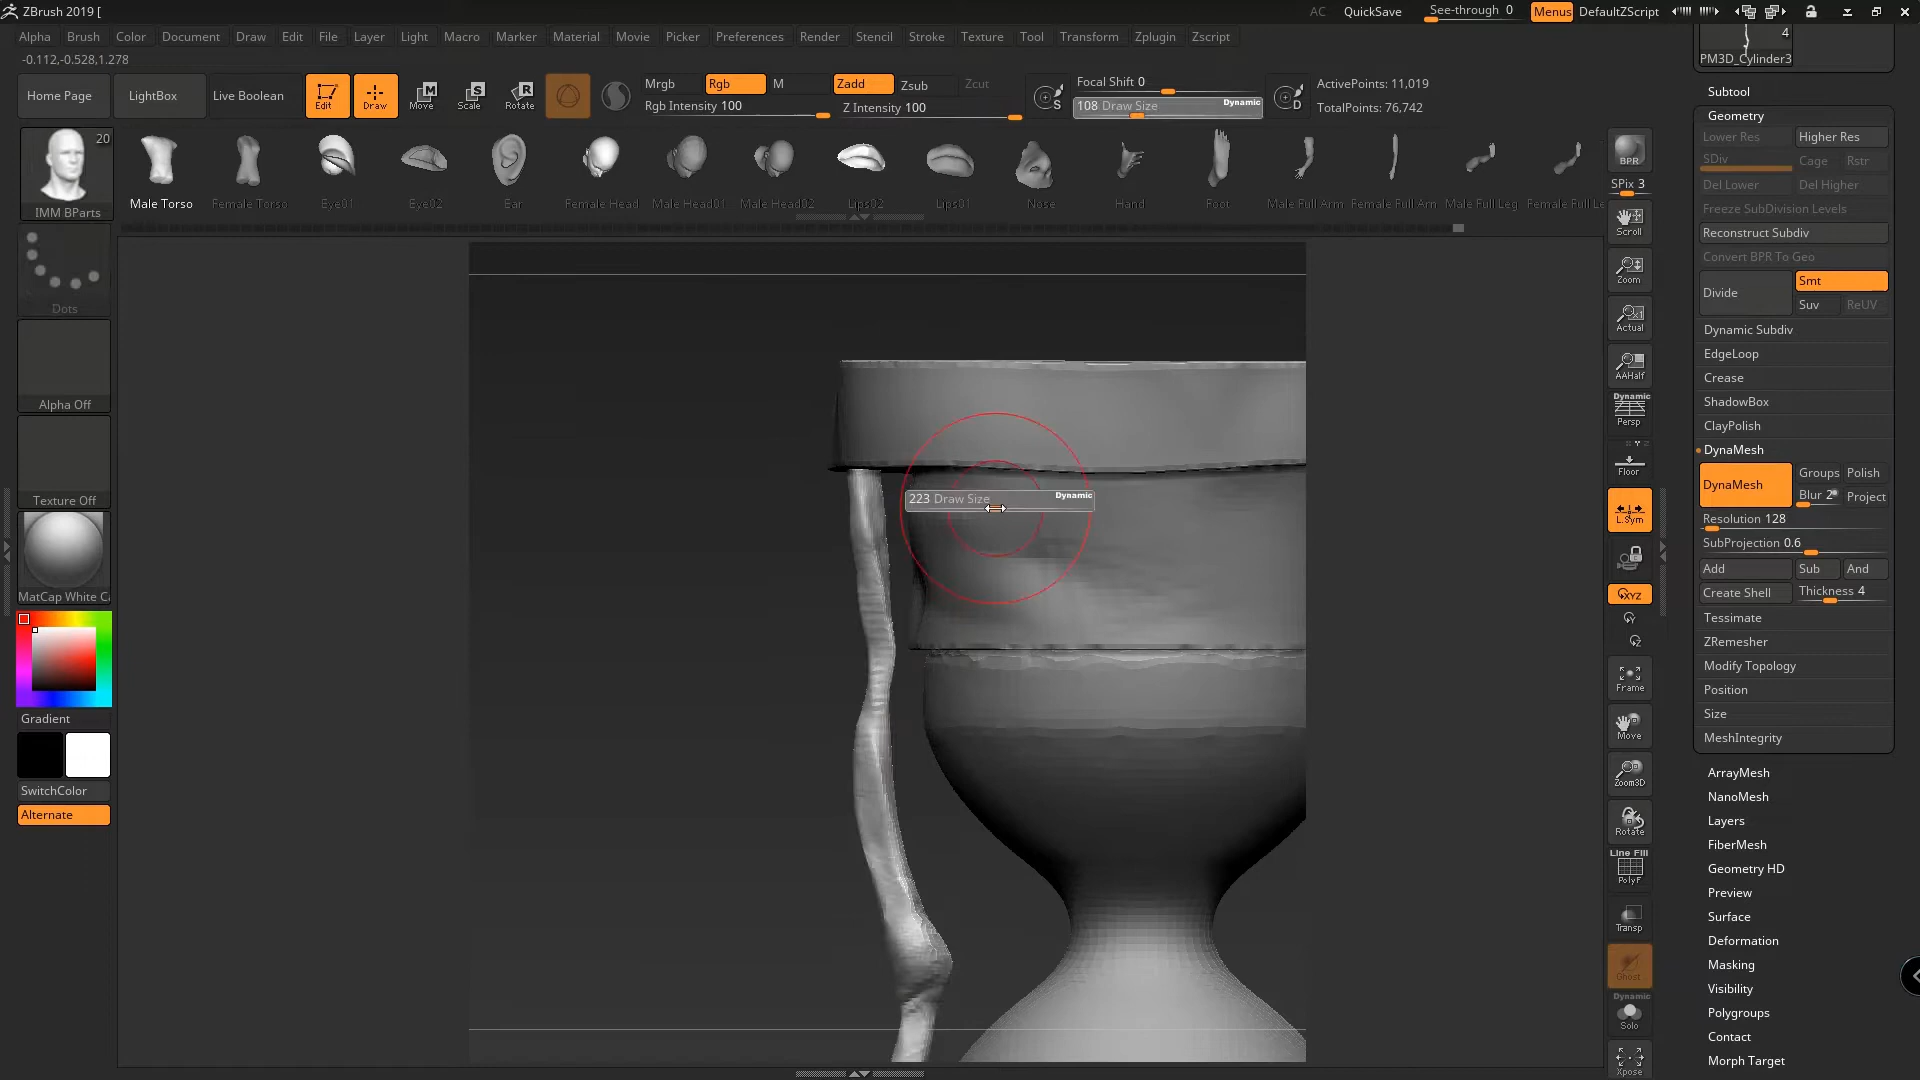 ZBrush 2019 [
AC
QuickSave
See-through 0
Menus
DefaultZScript
Alpha Brush Color Document Draw Edit File Layer Light Macro Marker Material Movie Picker Preferences Render Stencil Stroke Texture Tool Transform Zplugin Zscript
-0.112,-0.528,1.278
Home Page
LightBox
Live Boolean
Edit
Draw
Move
Scale
Rotate
Mrgb
Rgb
M
Rgb Intensity 100
Zadd
Zsub
Zcut
Z Intensity 100
S
Focal Shift 0
108 Draw Size
Dynamic
D
ActivePoints: 11,019
TotalPoints: 76,742
20
IMM BParts
Male Torso
Female Torso
Eye01
Eye02
Ear
Female Head
Male Head01
Male Head02
Lips02
Lips01
Nose
Hand
Foot
Male Full Arm
Female Full Arn
Male Full Leg
Female Full Le
Dots
Alpha Off
Texture Off
MatCap White Ca
Gradient
SwitchColor
Alternate
223 Draw Size
Dynamic
BPR
SPix 3
Scroll
Zoom
Actual
AAHalf
Dynamic
Persp
Floor
L.Sym
XYZ
Y
Z
Frame
Move
Zoom3D
Rotate
Line Fill
PolyF
Transp
Ghost
Dynamic
Solo
Xpose
4
PM3D_Cylinder3
Subtool
Geometry
Lower Res
Higher Res
SDiv
Cage
Rstr
Del Lower
Del Higher
Freeze SubDivision Levels
Reconstruct Subdiv
Convert BPR To Geo
Divide
Smt
Suv
ReUV
Dynamic Subdiv
EdgeLoop
Crease
ShadowBox
ClayPolish
DynaMesh
DynaMesh
Groups
Polish
Blur 2
Project
Resolution 128
SubProjection 0.6
Add
Sub
And
Create Shell
Thickness 4
Tessimate
ZRemesher
Modify Topology
Position
Size
MeshIntegrity
ArrayMesh
NanoMesh
Layers
FiberMesh
Geometry HD
Preview
Surface
Deformation
Masking
Visibility
Polygroups
Contact
Morph Target